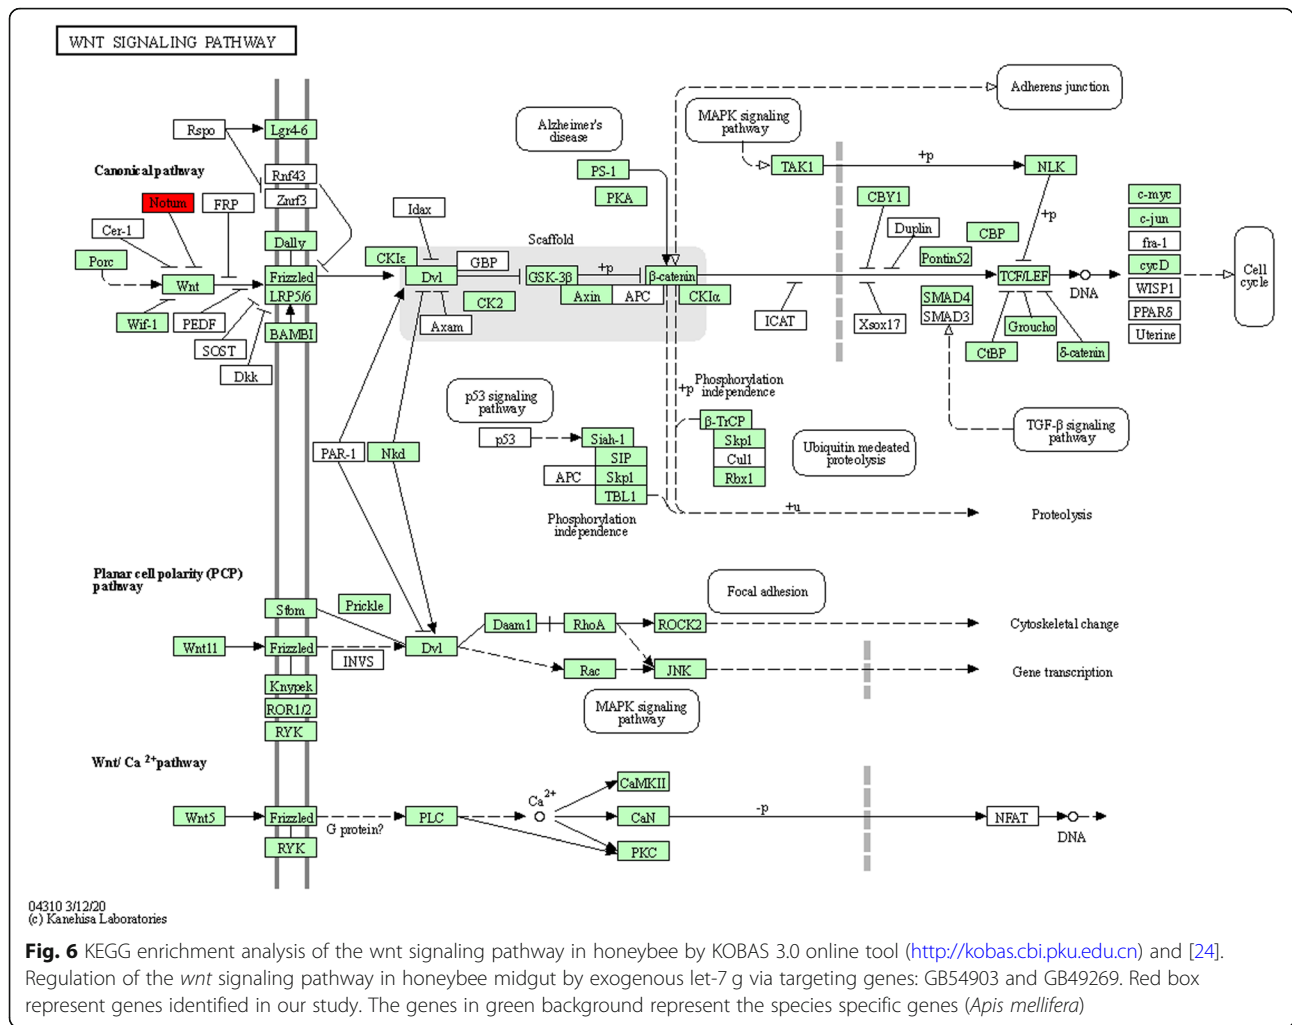 WNT SIGNALING PATHWAY
Rspo
Lgr4-6
Rnf43
Znrf3
Canonical pathway
Notum
FRP
Cer-1
Porc
Wnt
Dally
Frizzled
LRP5/6
BAMBI
Wif-1
PEDF
SOST
Dkk
Idax
Scaffold
CKIε
Dvl
GBP
CK2
Axam
GSK-3β
+p
Axin
APC
β-catenin
CKIα
Alzheimer's
disease
PS-1
PKA
MAPK signaling
pathway
Adherens junction
TAK1
+p
NLK
+p
CBY1
Duplin
CBP
Pontin52
TCF/LEF
DNA
SMAD4
SMAD3
Groucho
CtBP
δ-catenin
ICAT
Xsox17
c-myc
c-jun
fra-1
cycD
WISP1
PPARδ
Uterine
Cell
cycle
TGF-β signaling
pathway
+p
Phosphorylation
independence
β-TrCP
Skp1
Cul1
Rbx1
Ubiquitin medeated
proteolysis
p53 signaling
pathway
p53
Siah-1
SIP
APC
Skp1
TBL1
Phosphorylation
independence
+u
Proteolysis
PAR-1
Nkd
Planar cell polarity (PCP)
pathway
Stbm
Prickle
Wnt11
Frizzled
INVS
Dvl
Knypek
ROR1/2
RYK
Daam1
RhoA
ROCK2
Focal adhesion
Cytoskeletal change
Rac
JNK
Gene transcription
MAPK signaling
pathway
Wnt/ Ca 2+pathway
Wnt5
Frizzled
G protein?
RYK
PLC
Ca2+
CaMKII
CaN
PKC
-p
NFAT
DNA
04310 3/12/20
(c) Kanehisa Laboratories
Fig. 6 KEGG enrichment analysis of the wnt signaling pathway in honeybee by KOBAS 3.0 online tool (http://kobas.cbi.pku.edu.cn) and [24].
Regulation of the wnt signaling pathway in honeybee midgut by exogenous let-7 g via targeting genes: GB54903 and GB49269. Red box
represent genes identified in our study. The genes in green background represent the species specific genes (Apis mellifera)